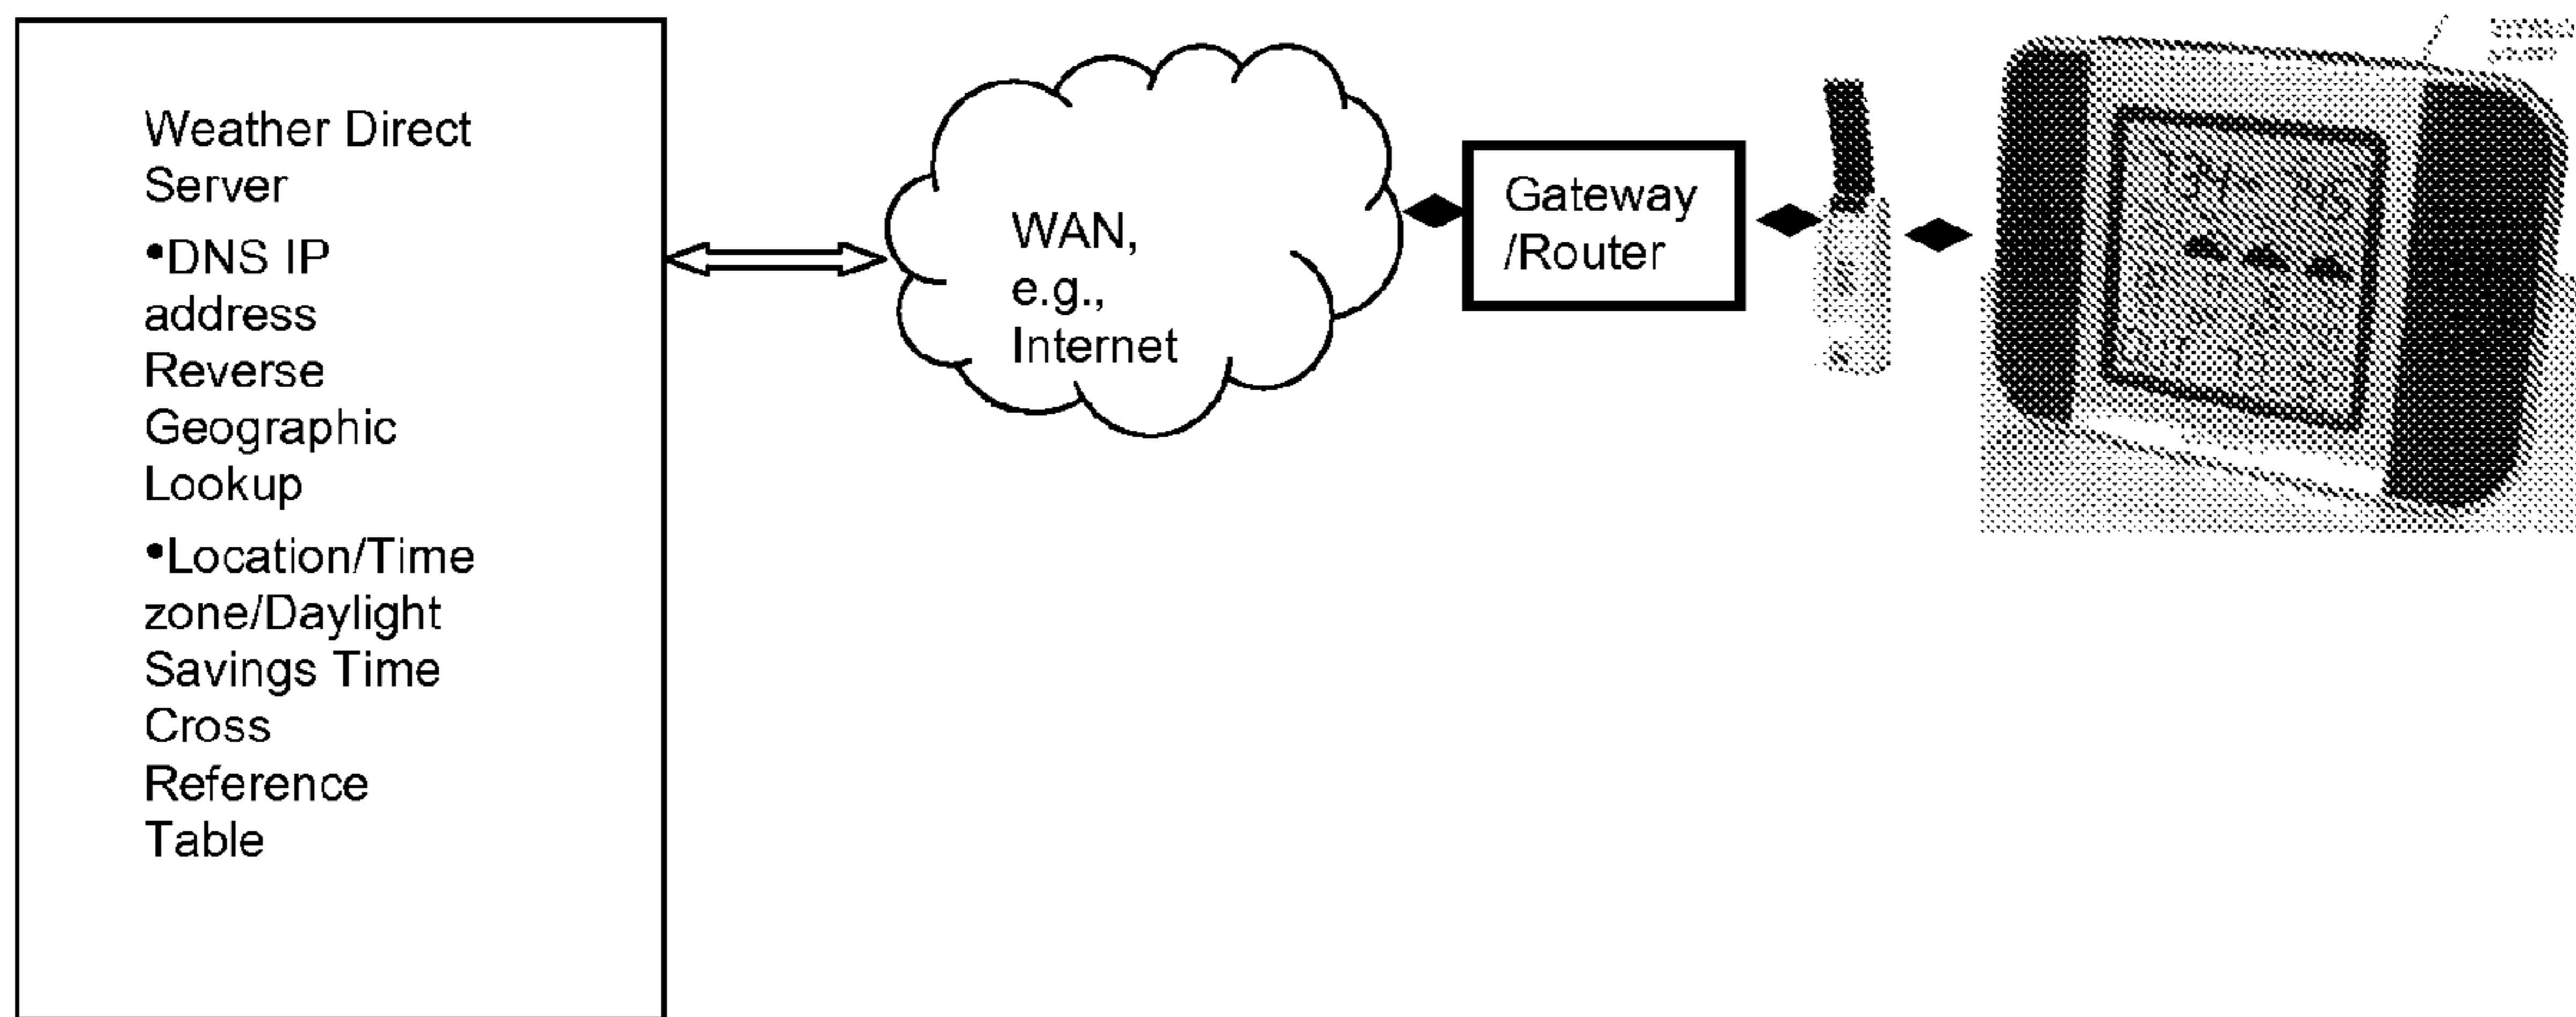 Weather Direct
Server
•DNS IP
address
Reverse
Geographic
Lookup
•Location/Time
zone/Daylight
Savings Time
Cross
Reference
Table
WAN,
e.g.,
Internet
Gateway
/Router